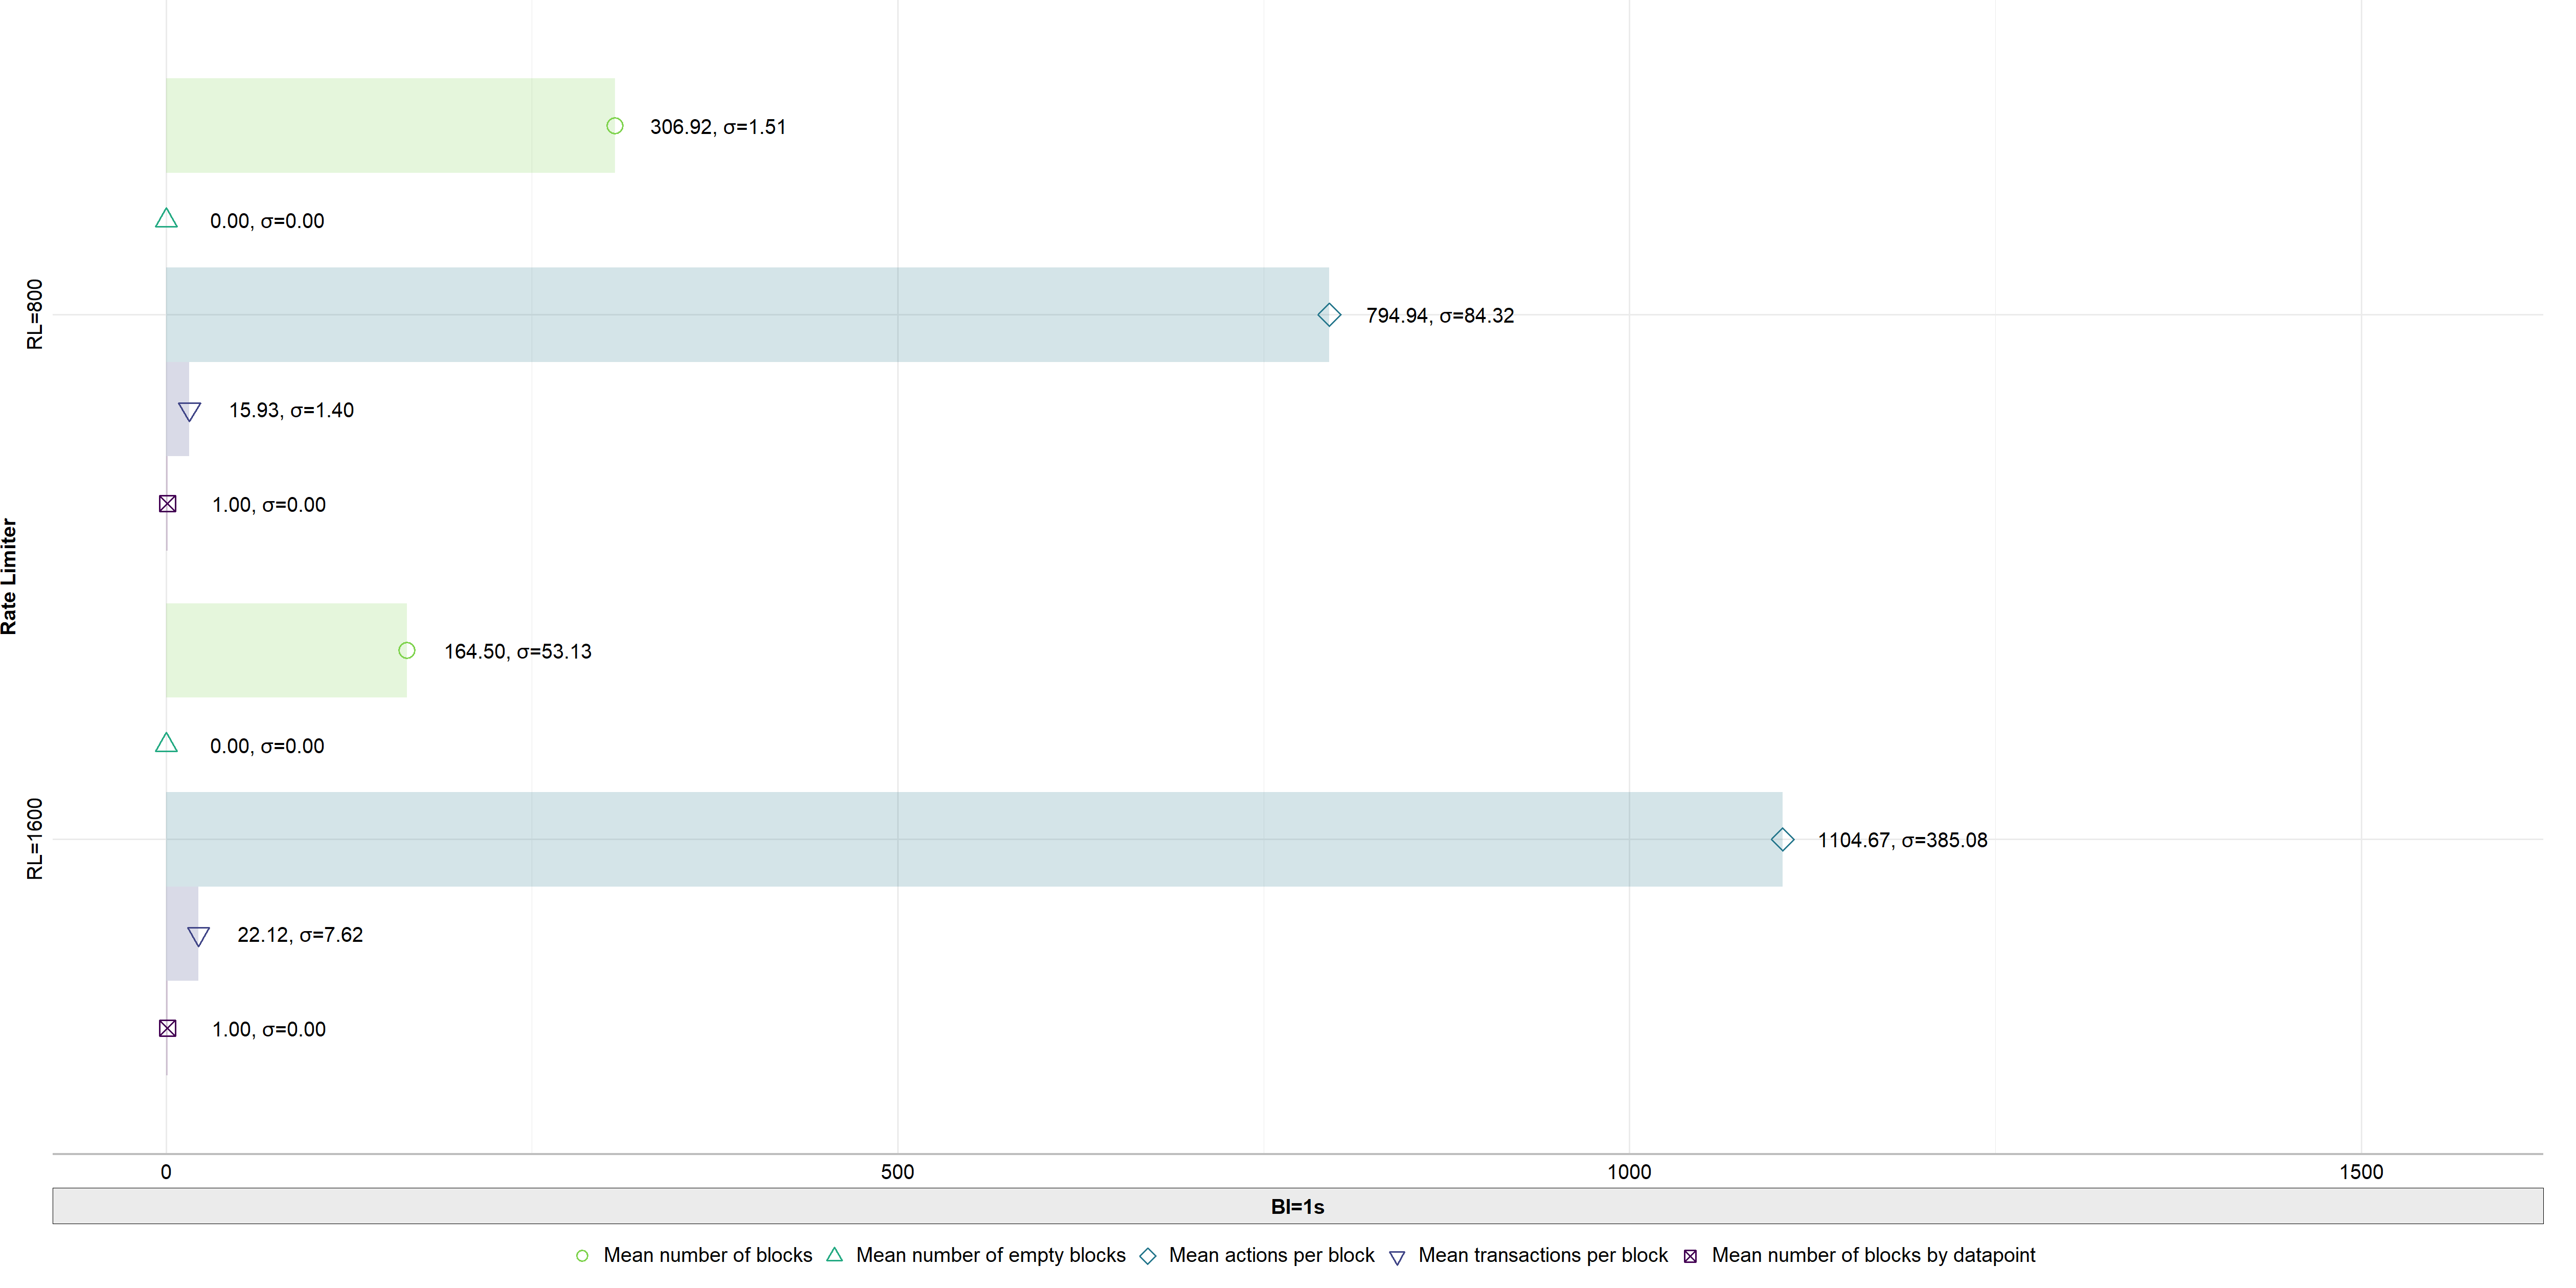 306.92, σ=1.51
0.00, σ=0.00
RL=800
794.94, σ=84.32
15.93, σ=1.40
1.00, σ=0.00
Rate Limiter
164.50, σ=53.13
0.00, σ=0.00
RL=1600
1104.67, σ=385.08
22.12, σ=7.62
1.00, σ=0.00
0 500 1000 1500
BI=1s
Mean number of blocks Mean number of empty blocks Mean actions per block Mean transactions per block Mean number of blocks by datapoint